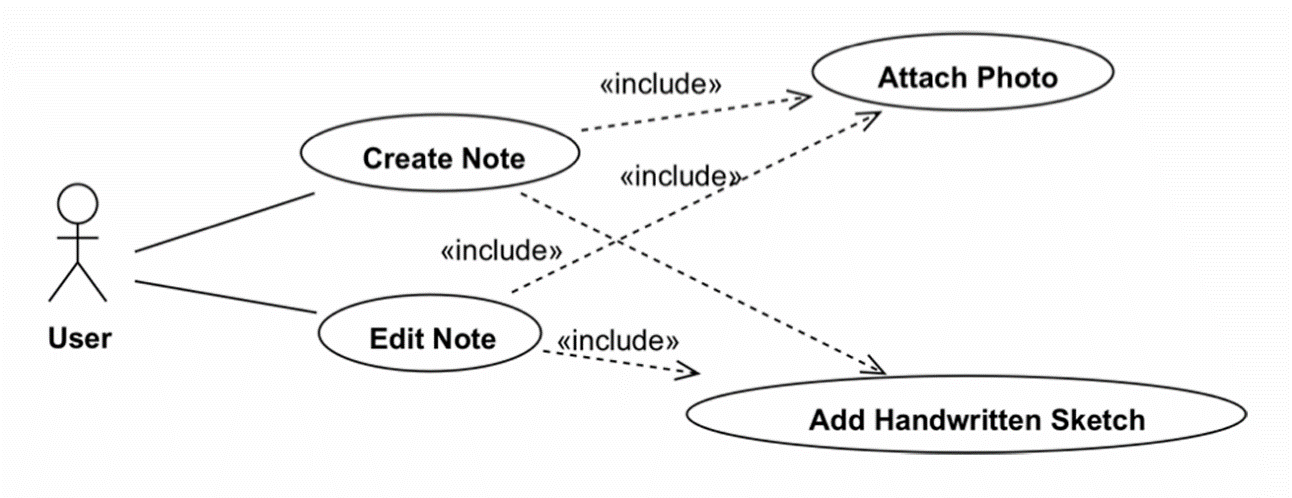 Attach Photo
«include»
Create Note
«include»
«include»
User
Edit Note
«include»
Add Handwritten Sketch